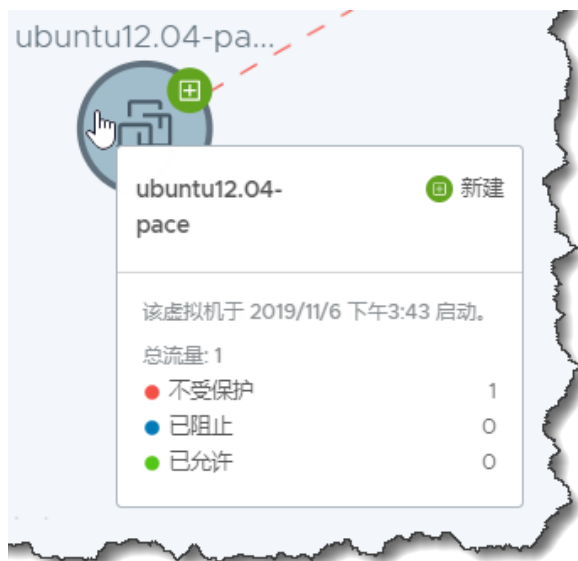 ubuntu12.04-pa...
ubuntu12.04-
pace
新建
该虚拟机于 2019/11/6 下午3:43 启动。
总流量: 1
不受保护 1
已阻止 0
已允许 0